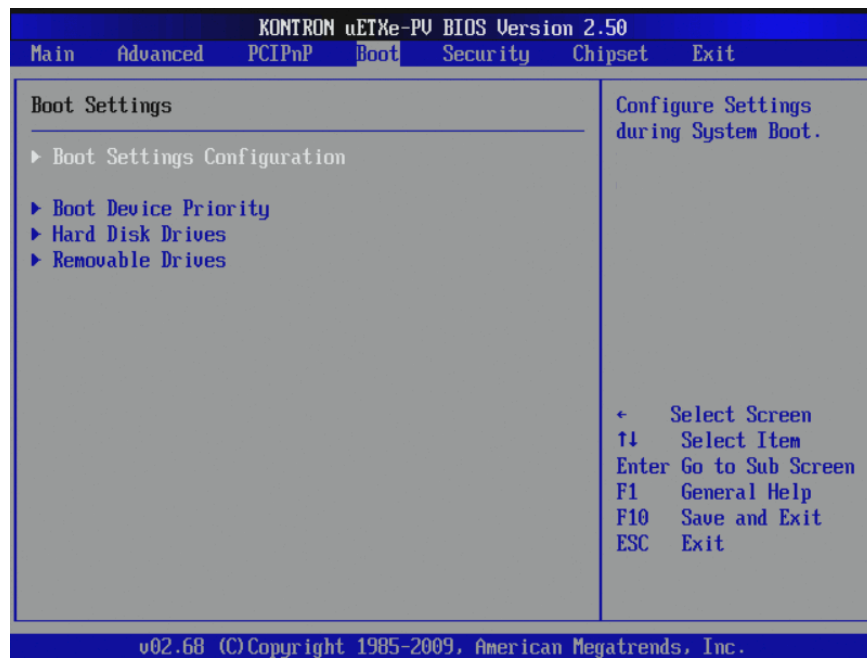 KONTRON uETXe-PV BIOS Version 2.50
Main Advanced PCIPnP Boot Security Chipset Exit
Boot Settings
▶ Boot Settings Configuration
▶ Boot Device Priority
▶ Hard Disk Drives
▶ Removable Drives
Configure Settings
during System Boot.
← Select Screen
↑↓ Select Item
Enter Go to Sub Screen
F1 General Help
F10 Save and Exit
ESC Exit
v02.68 (C)Copyright 1985-2009, American Megatrends, Inc.